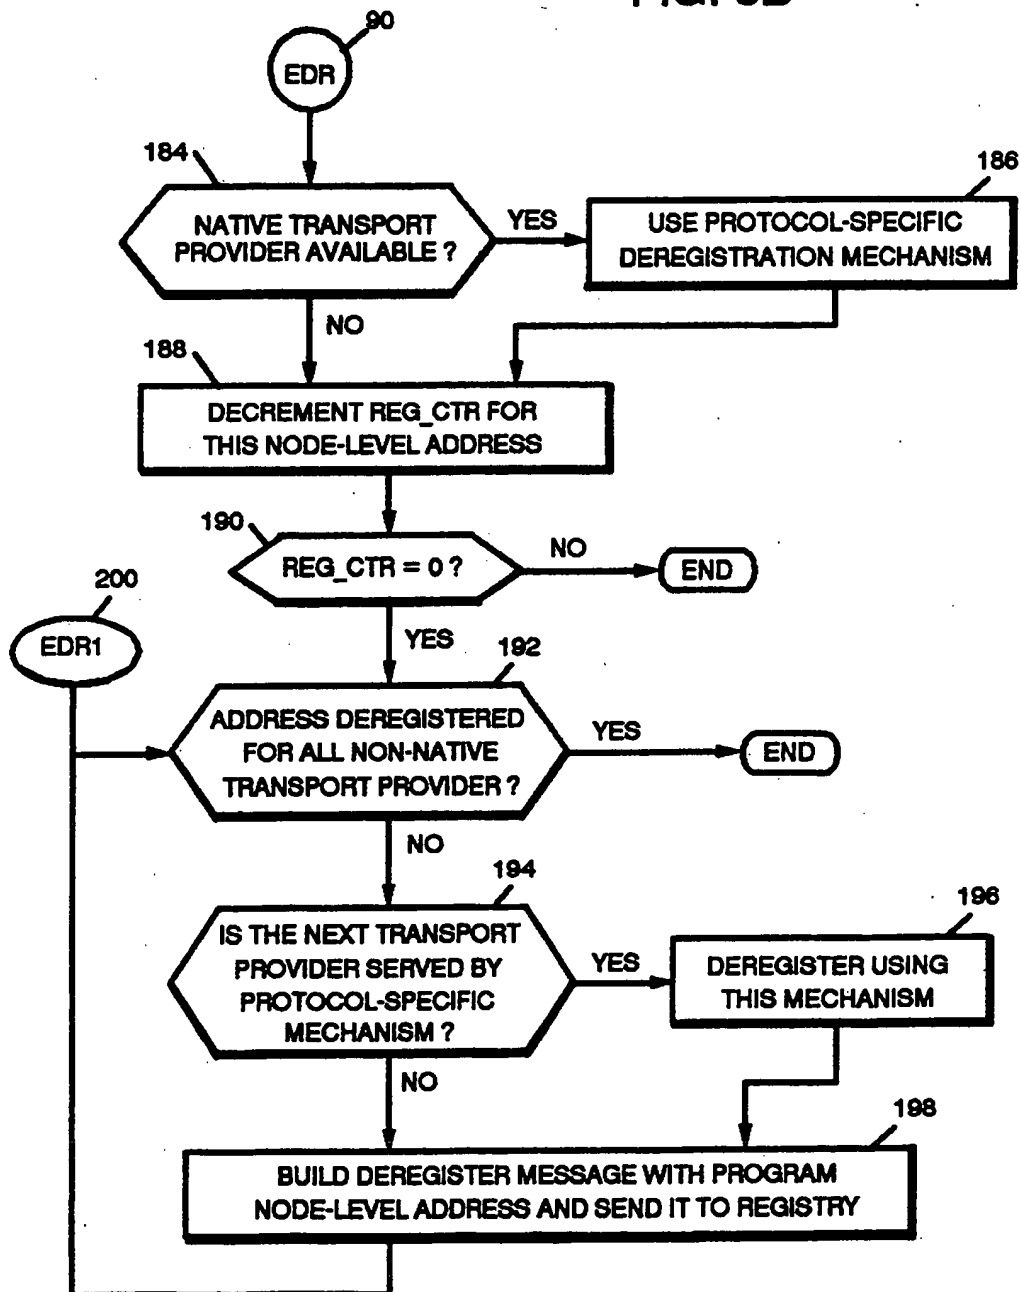 90
EDR
184
NATIVE TRANSPORT
PROVIDER AVAILABLE ?
YES
186
USE PROTOCOL-SPECIFIC
DEREGISTRATION MECHANISM
NO
188
DECREMENT REG_CTR FOR
THIS NODE-LEVEL ADDRESS
190
REG_CTR = 0 ?
NO
END
YES
200
EDR1
192
ADDRESS DEREGISTERED
FOR ALL NON-NATIVE
TRANSPORT PROVIDER ?
YES
END
NO
194
IS THE NEXT TRANSPORT
PROVIDER SERVED BY
PROTOCOL-SPECIFIC
MECHANISM ?
YES
196
DEREGISTER USING
THIS MECHANISM
NO
198
BUILD DEREGISTER MESSAGE WITH PROGRAM
NODE-LEVEL ADDRESS AND SEND IT TO REGISTRY